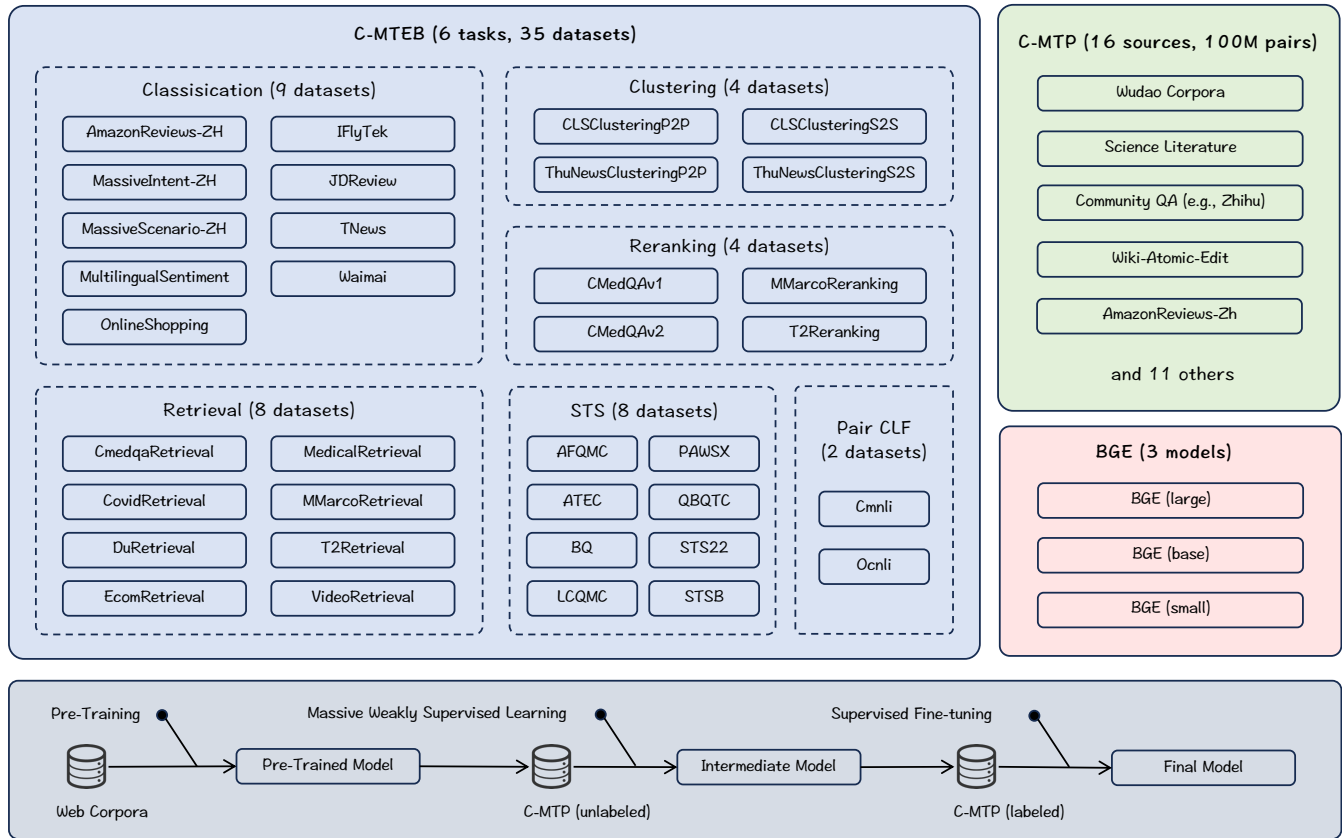 C-MTEB (6 tasks, 35 datasets)
Classisication (9 datasets)
AmazonReviews-ZH
IFlyTek
MassiveIntent-ZH
JDReview
MassiveScenario-ZH
TNews
MultilingualSentiment
Waimai
OnlineShopping
Clustering (4 datasets)
CLSClusteringP2P
CLSClusteringS2S
ThuNewsClusteringP2P
ThuNewsClusteringS2S
Reranking (4 datasets)
CMedQAv1
MMarcoReranking
CMedQAv2
T2Reranking
Retrieval (8 datasets)
CmedqaRetrieval
MedicalRetrieval
CovidRetrieval
MMarcoRetrieval
DuRetrieval
T2Retrieval
EcomRetrieval
VideoRetrieval
STS (8 datasets)
AFQMC
PAWSX
ATEC
QBQTC
BQ
STS22
LCQMC
STSB
Pair CLF
(2 datasets)
Cmnli
Ocnli
C-MTP (16 sources, 100M pairs)
Wudao Corpora
Science Literature
Community QA (e.g., Zhihu)
Wiki-Atomic-Edit
AmazonReviews-Zh
and 11 others
BGE (3 models)
BGE (large)
BGE (base)
BGE (small)
Pre-Training
Massive Weakly Supervised Learning
Supervised Fine-tuning
Pre-Trained Model
Intermediate Model
Final Model
Web Corpora
C-MTP (unlabeled)
C-MTP (labeled)